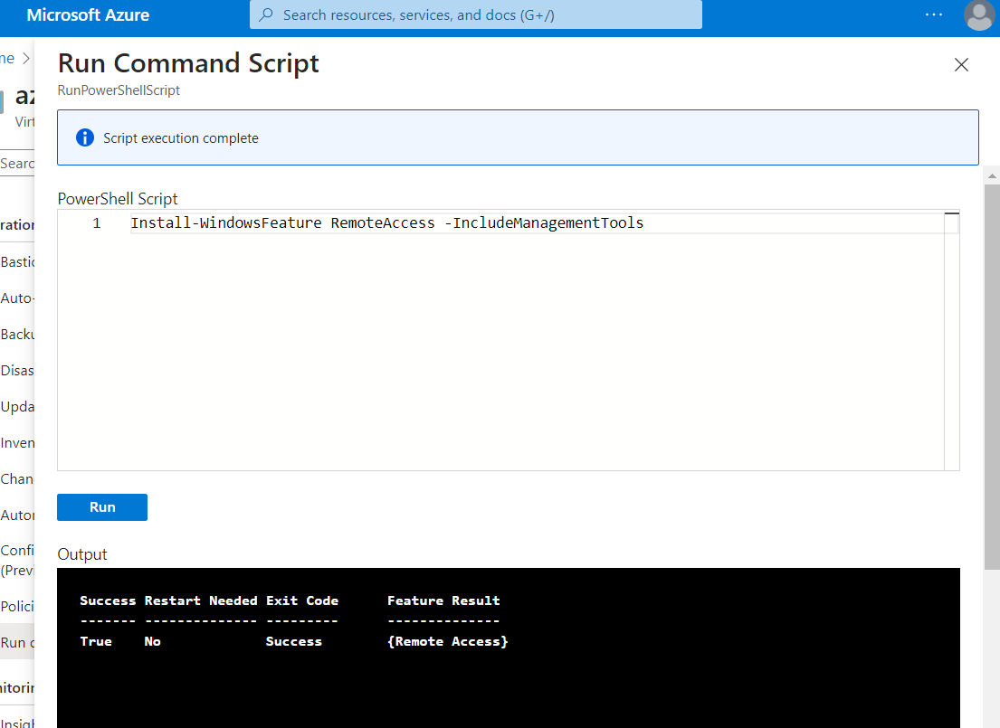 Microsoft Azure
Search resources, services, and docs (G+/)
...
me >
az
Virt
Searc
ration
Bastic
Auto-
Backu
Disas
Upda
Inven
Chan
Autor
Confi
(Previ
Polici
Run c
nitorin
Insigh
Run Command Script
RunPowerShellScript
Script execution complete
PowerShell Script
1 Install-WindowsFeature RemoteAccess -IncludeManagementTools
Run
Output
Success Restart Needed Exit Code Feature Result
------- -------------- --------- --------------
True No Success {Remote Access}